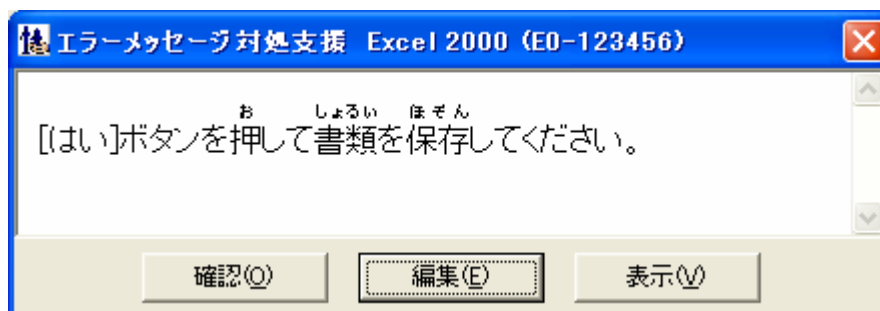 エラーメッセージ対処支援 Excel 2000 (E0-123456)
お しょるい ほぞん
[はい]ボタンを押して書類を保存してください。
確認(O) 編集(E) 表示(V)